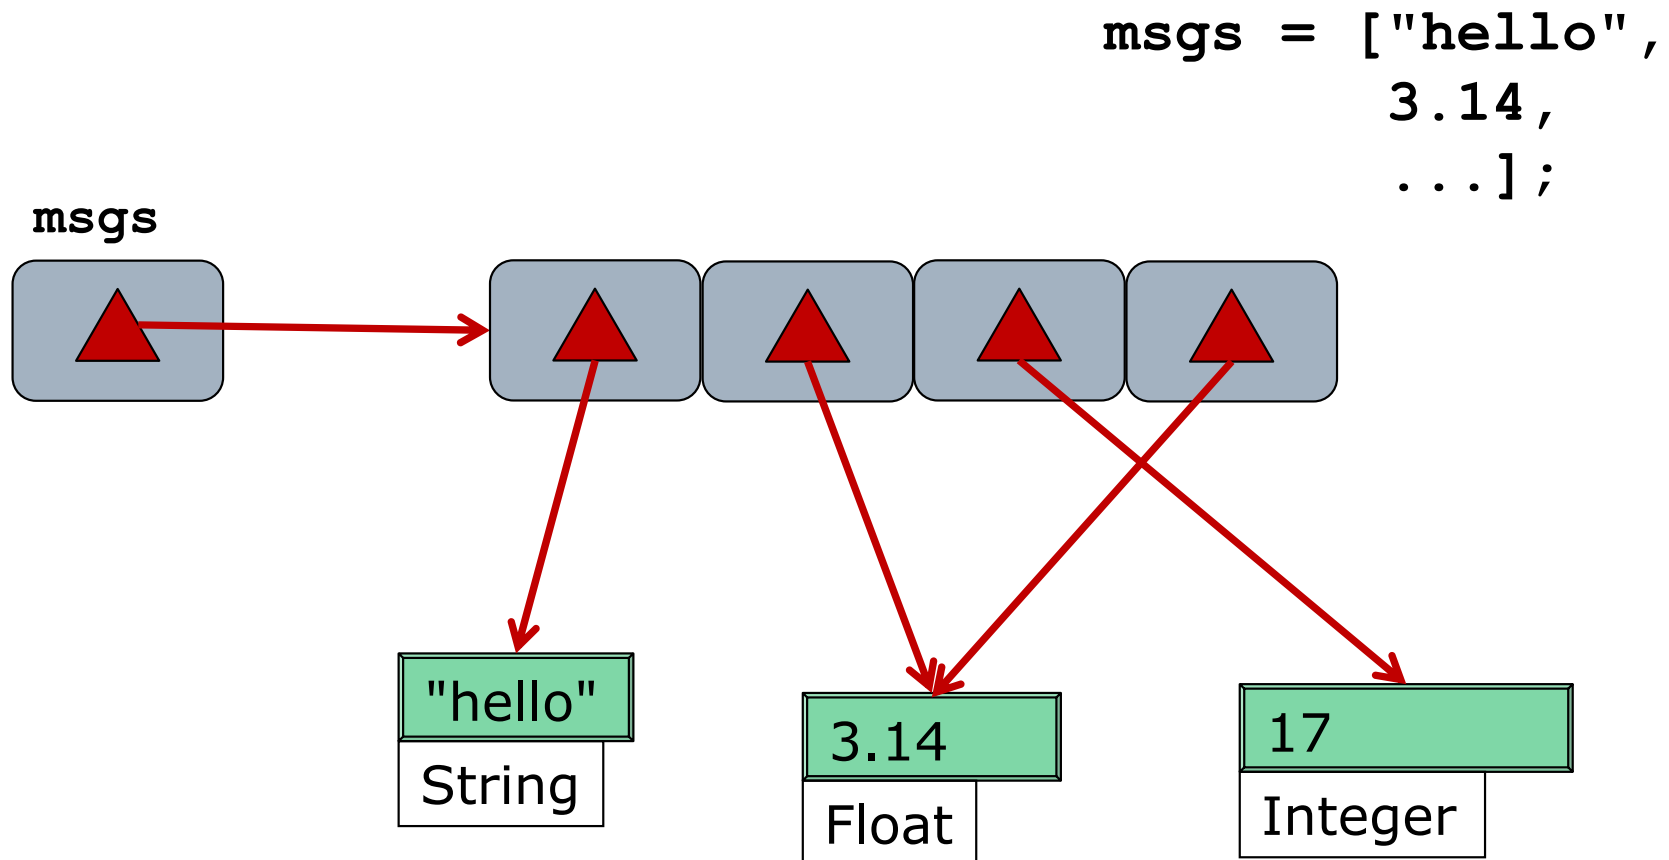 msgs = ["hello",
3.14,
...];
msgs
"hello"
String
3.14
Float
17
Integer